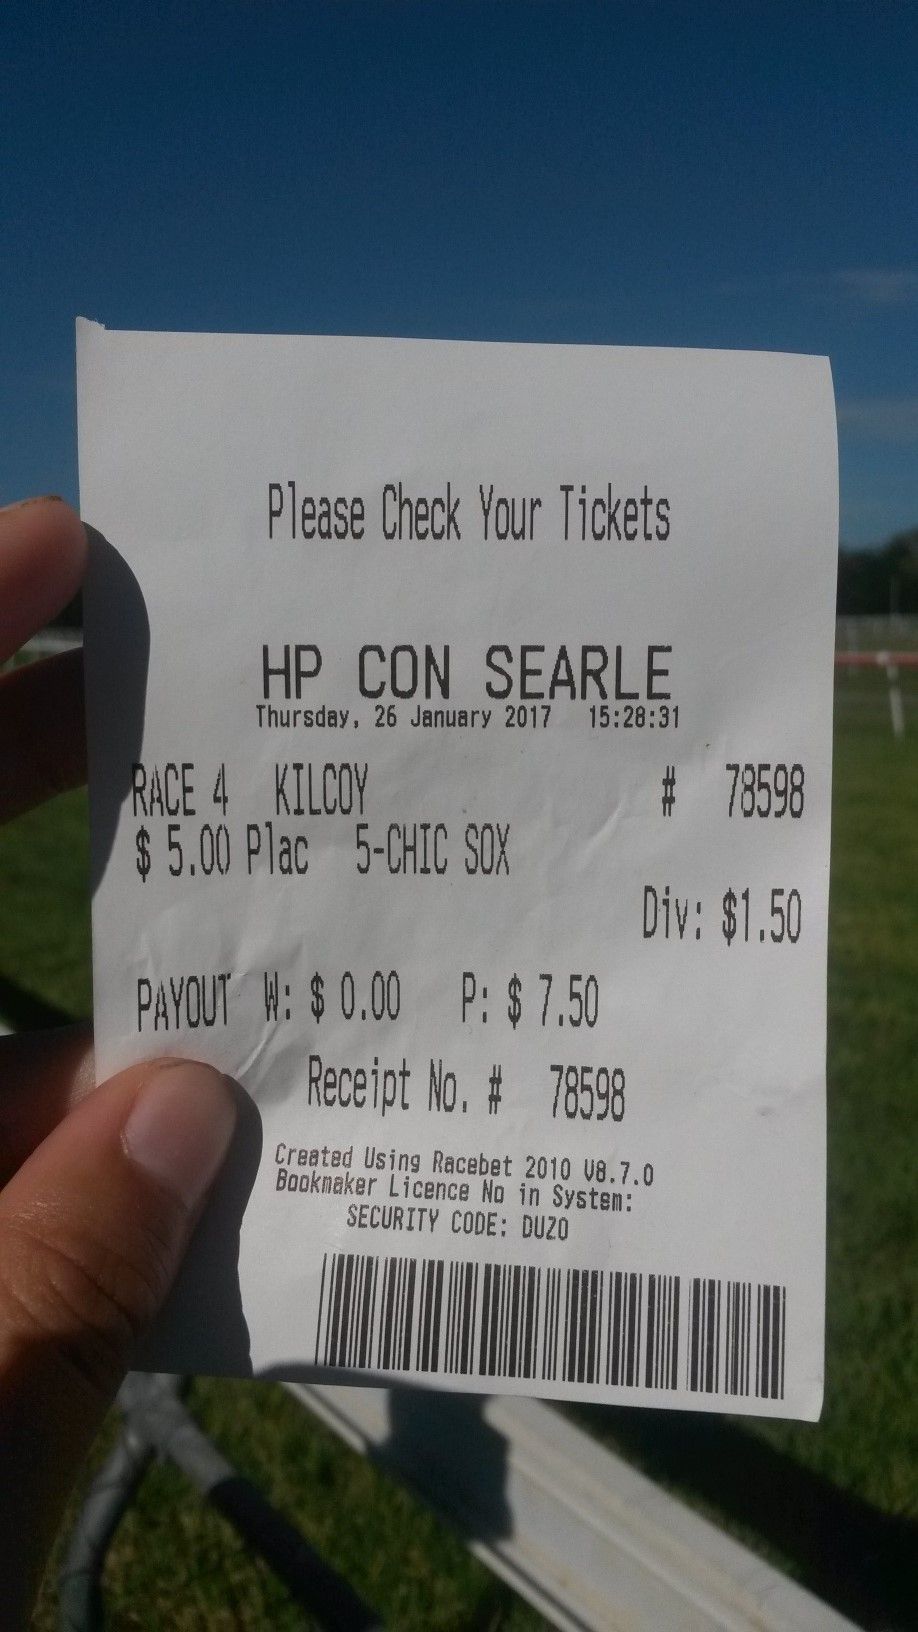 Please Check Your Tickets
HP CON SEARLE
Thursday, 26 January 2017 15:28:31
RACE 4 KILCOY # 78598
$ 5.00 Plac 5-CHIC SOX
Div: $1.50
PAYOUT W: $ 0.00 P: $ 7.50
Receipt No. # 78598
Created Using Racebet 2010 V8.7.0
Bookmaker Licence No in System:
SECURITY CODE: DUZO